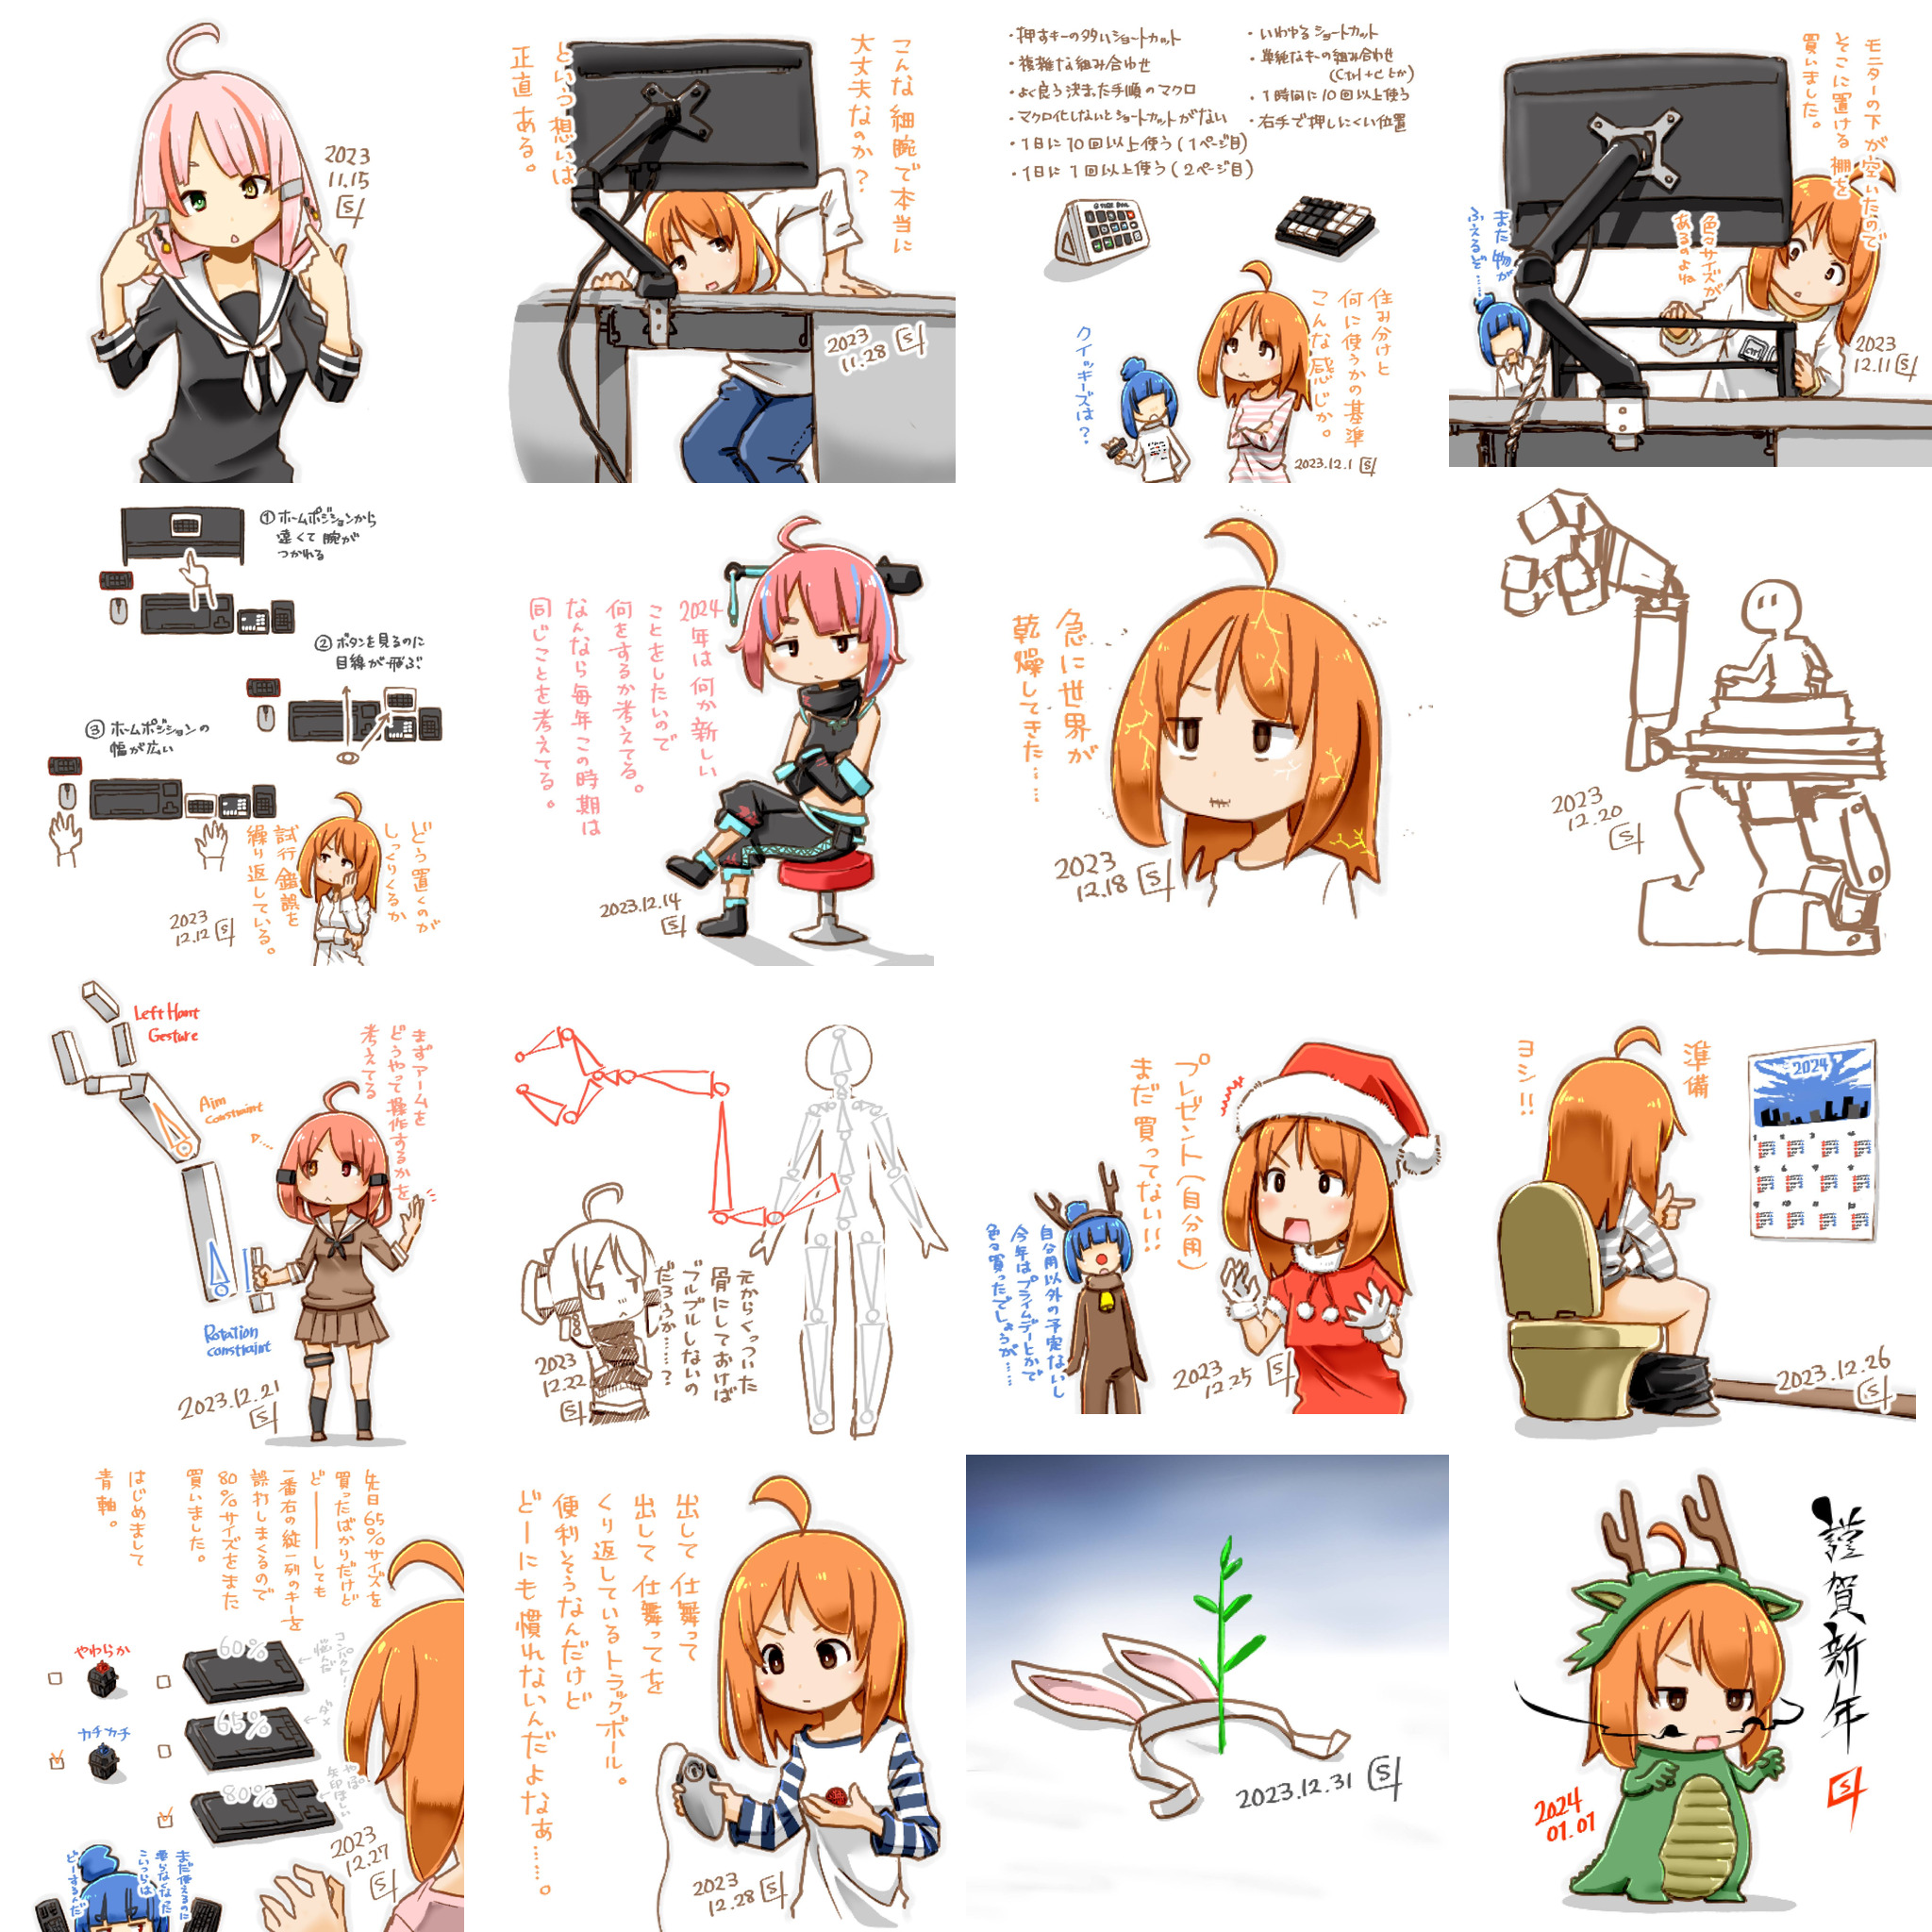 2023
11.15
こんな細腕で本当に
大丈夫なのか?
という想いは
正直ある。
2023
11.28
・押すキーの多いショートカット
・複雑な組み合わせ
・よく使う決まった手順のマクロ
・マクロ化しないとショートカットがない
・1日に10回以上使う(1ページ目)
・1日に1回以上使う(2ページ目)
・いわゆるショートカット
・単純なキーの組み合わせ
(Ctrl+Cとか)
・1時間に10回以上使う
・右手で押しにくい位置
住み分けと
何に使うかの基準
こんな感じか。
クイッキーズは?
2023.12.1
モニターの下が空いたので
そこに置ける棚を
買いました。
色々サイズが
あるのよね
また物が
ふえるぞ……
Ctrl
2023
12.11
①ホームポジションから
遠くて腕が
つかれる
②ボタンを見るのに
目線が飛ぶ
③ホームポジションの
幅が広い
どう置くのが
しっくりくるか
試行錯誤を
繰り返している。
2023
12.12
2024年は何か新しい
ことをしたいので
何をするか考えてる。
なんなら毎年この時期は
同じことを考えてる。
2023.12.14
急に世界が
乾燥してきた……
2023
12.18
2023
12.20
Left Hant
Gesture
Aim
constraint
まずアームを
どうやって操作するかを
考えてる
Rotation
constraint
2023.12.21
元からくっついた
骨にしておけば
ブルブルしないの
だろうか……?
2023
12.22
プレゼント(自分用)
まだ買ってない!!
自分用以外の予定ないし
今年はプライムデーとかで
色々買ったでしょうが……
2023
12.25
準備
ヨシ!!
2024
2023.12.26
先日65%サイズを
買ったばかりだけど
ど―――しても
一番右の縦一列のキーを
誤打しまくるので
80%サイズをまた
買いました。
はじめまして
青軸。
やわらか
カチカチ
60%
65%
80%
コンパクト!
悩んだ
ダメ
やっぱ
矢印ほしい
まだ使えるのに
要らなくなった
こいつらは
どーするんだ
2023
12.27
出して仕舞って
出して仕舞ってを
くり返しているトラックボール。
便利そうなんだけど
どーにも慣れないんだよなぁ……。
2023
12.28
2023.12.31
謹賀新年
2024
01.01